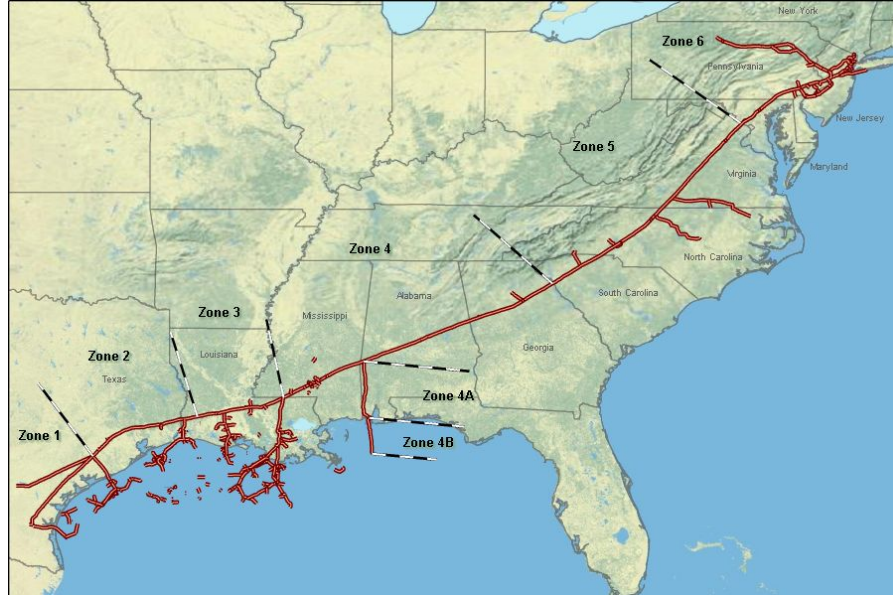 New York
Zone 6
Pennsylvania
New Jersey
Zone 5
Maryland
Virginia
Zone 4
North Carolina
Alabama
South Carolina
Zone 3
Mississippi
Georgia
Louisiana
Zone 2
Texas
Zone 4A
Zone 1
Zone 4B